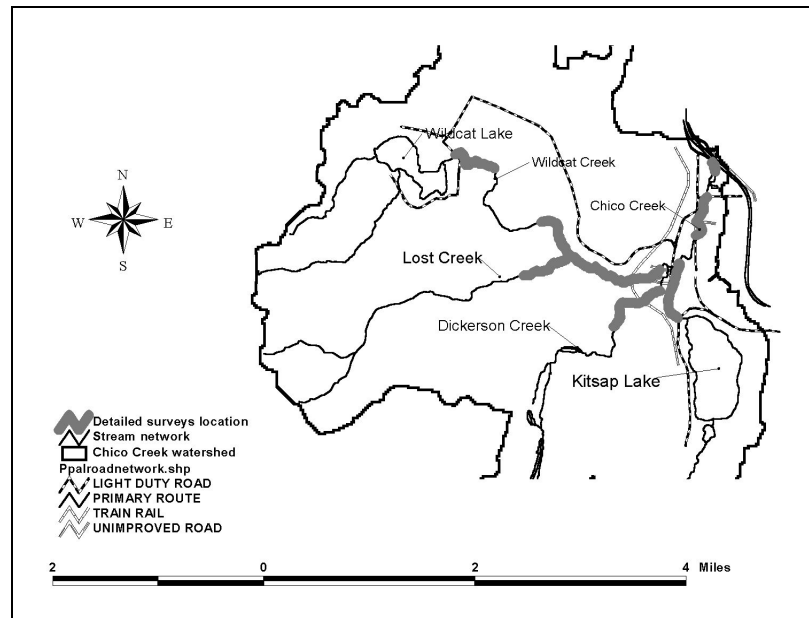 Wildcat Lake
Wildcat Creek
Chico Creek
Lost Creek
Dickerson Creek
Kitsap Lake
N
W E
S
Detailed surveys location
Stream network
Chico Creek watershed
Ppalroadnetwork.shp
LIGHT DUTY ROAD
PRIMARY ROUTE
TRAIN RAIL
UNIMPROVED ROAD
2 0 2 4 Miles